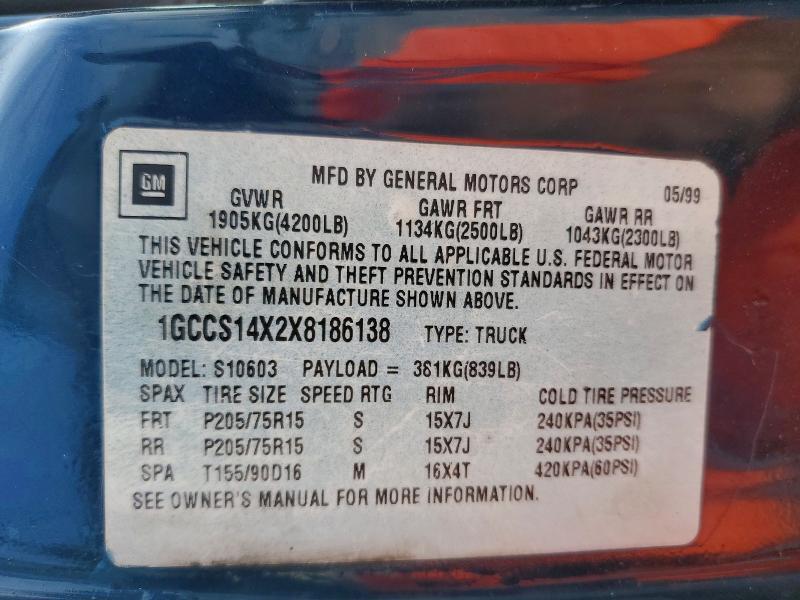 GM
MFD BY GENERAL MOTORS CORP 05/99
GVWR GAWR FRT GAWR RR
1905KG(4200LB) 1134KG(2500LB) 1043KG(2300LB)
THIS VEHICLE CONFORMS TO ALL APPLICABLE U.S. FEDERAL MOTOR
VEHICLE SAFETY AND THEFT PREVENTION STANDARDS IN EFFECT ON
THE DATE OF MANUFACTURE SHOWN ABOVE.
1GCCS14X2X8186138 TYPE: TRUCK
MODEL: S10603 PAYLOAD = 381KG(839LB)
SPAX TIRE SIZE SPEED RTG RIM COLD TIRE PRESSURE
FRT P205/75R15 S 15X7J 240KPA(35PSI)
RR P205/75R15 S 15X7J 240KPA(35PSI)
SPA T155/90D16 M 16X4T 420KPA(60PSI)
SEE OWNER'S MANUAL FOR MORE INFORMATION.